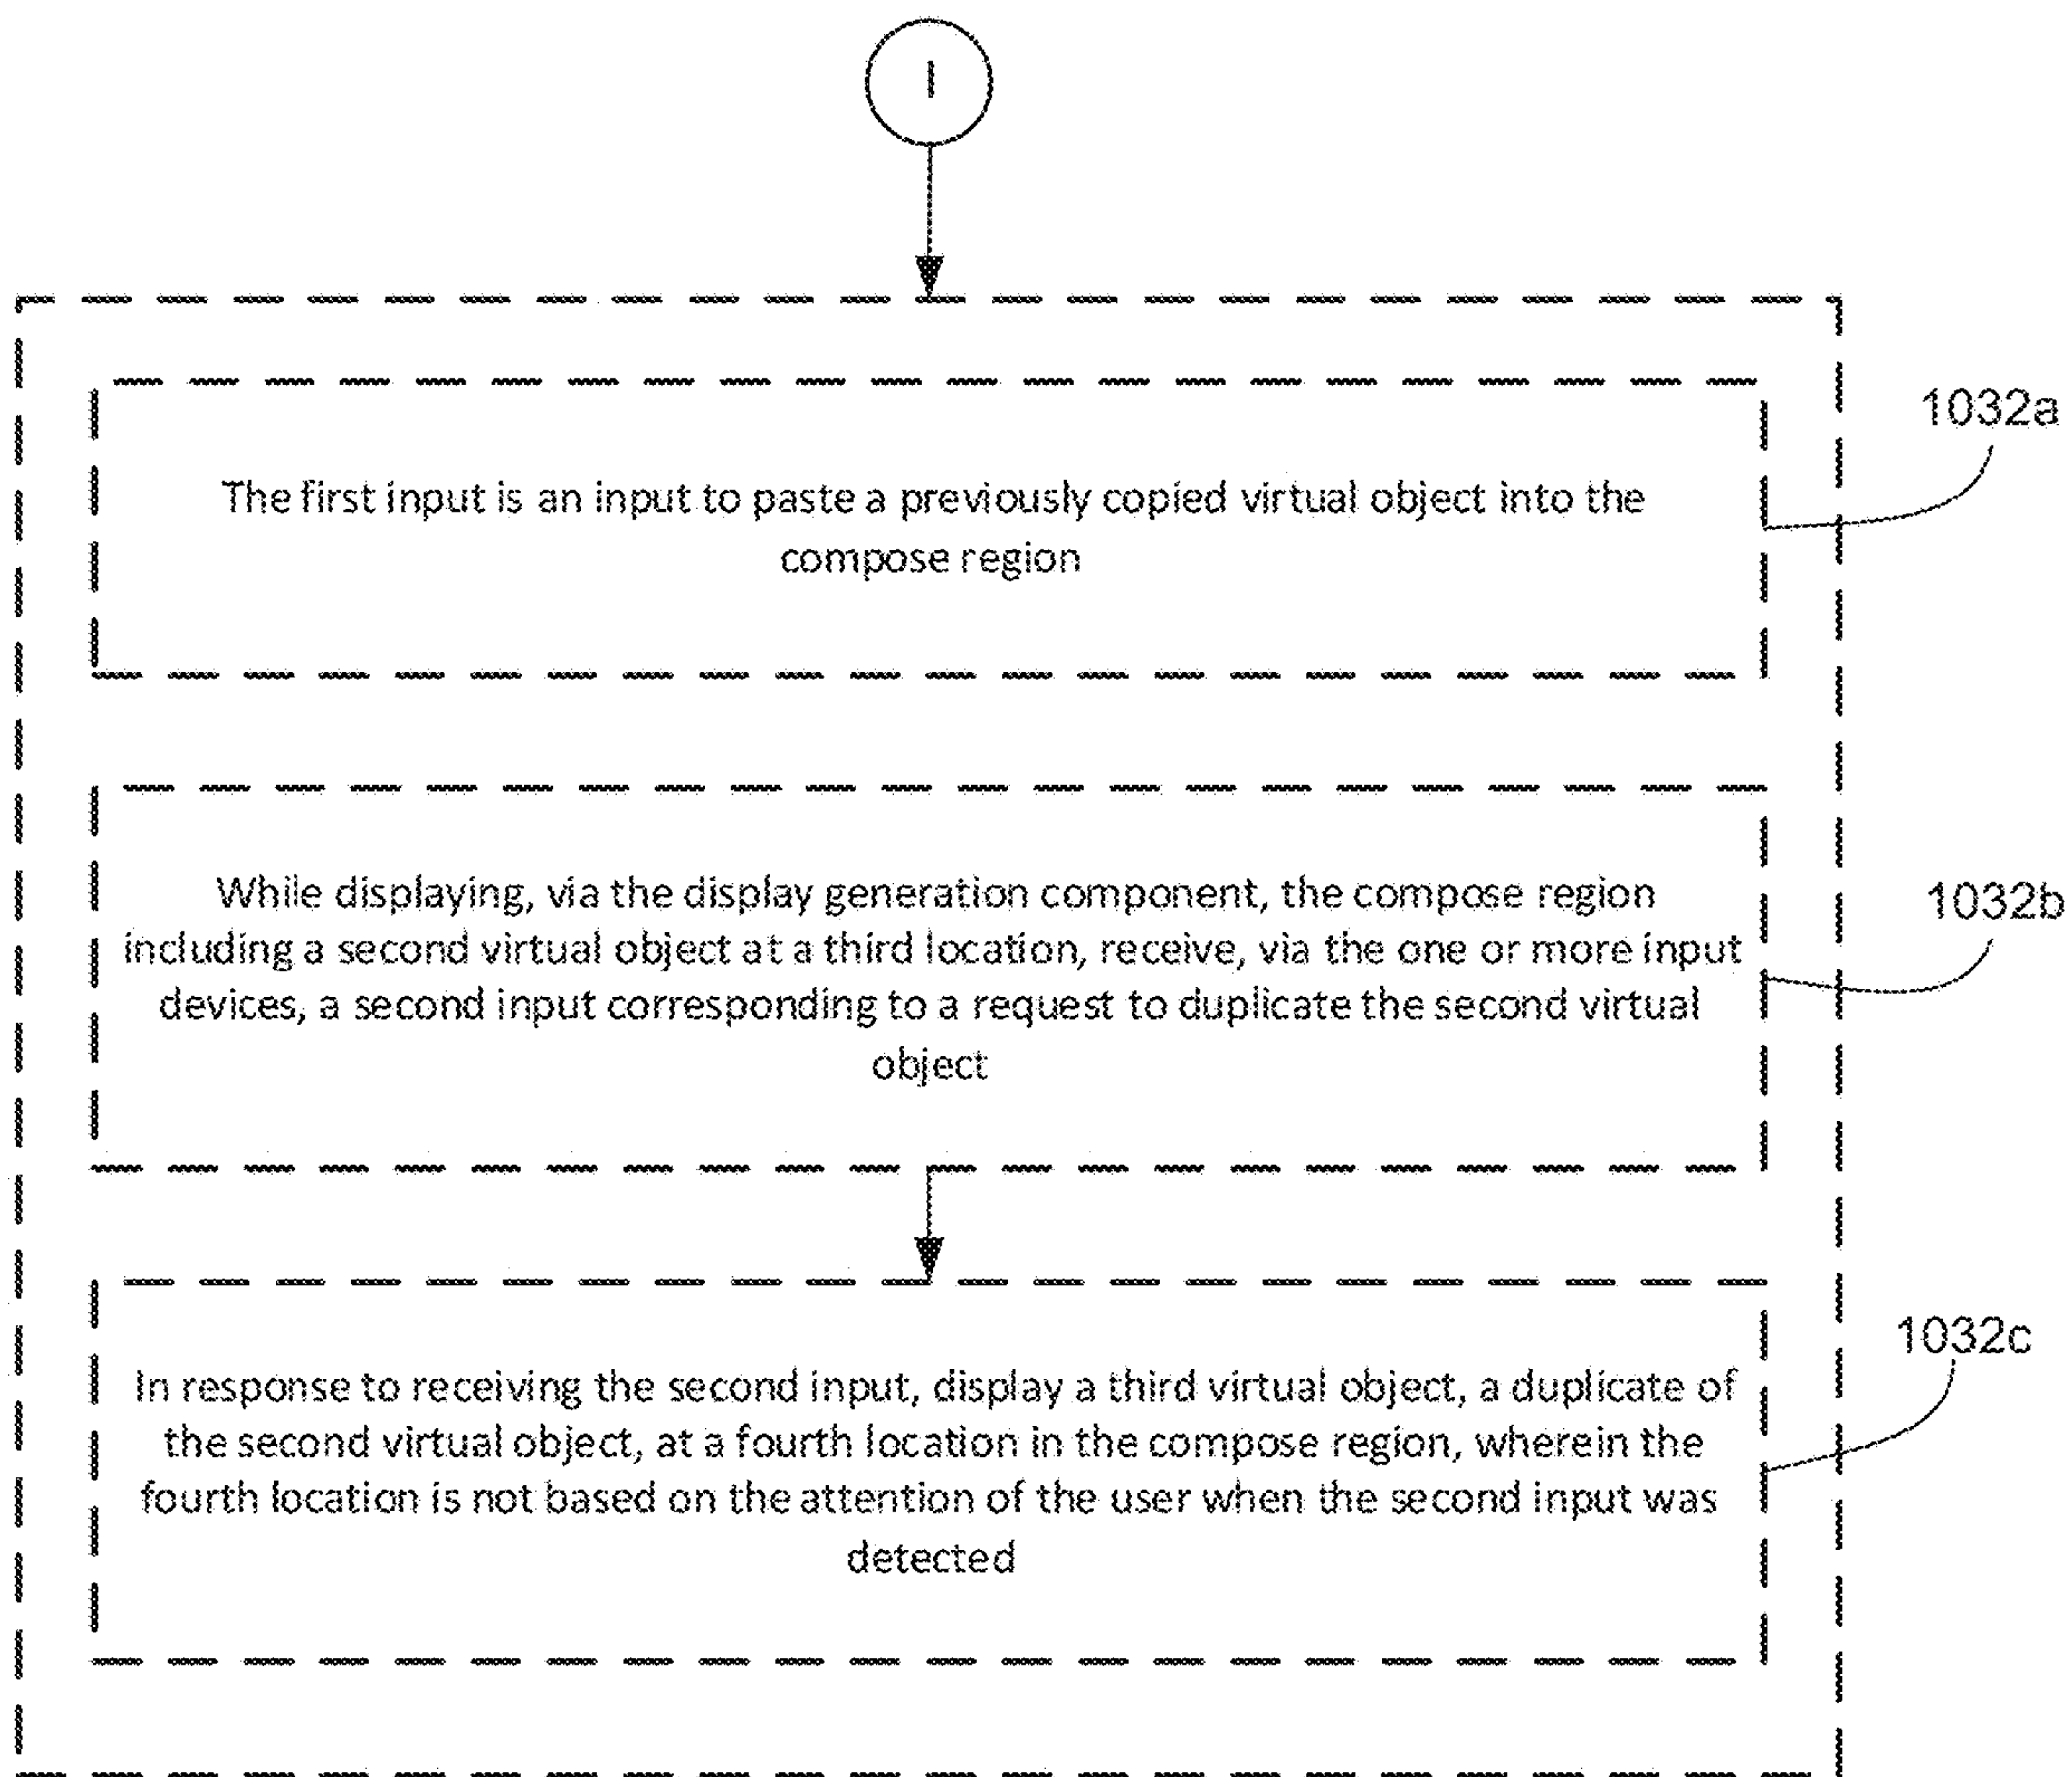 I
1032a
The first input is an input to paste a previously copied virtual object into the
compose region
1032b
While displaying, via the display generation component, the compose region
including a second virtual object at a third location, receive, via the one or more input
devices, a second input corresponding to a request to duplicate the second virtual
object
1032c
In response to receiving the second input, display a third virtual object, a duplicate of
the second virtual object, at a fourth location in the compose region, wherein the
fourth location is not based on the attention of the user when the second input was
detected